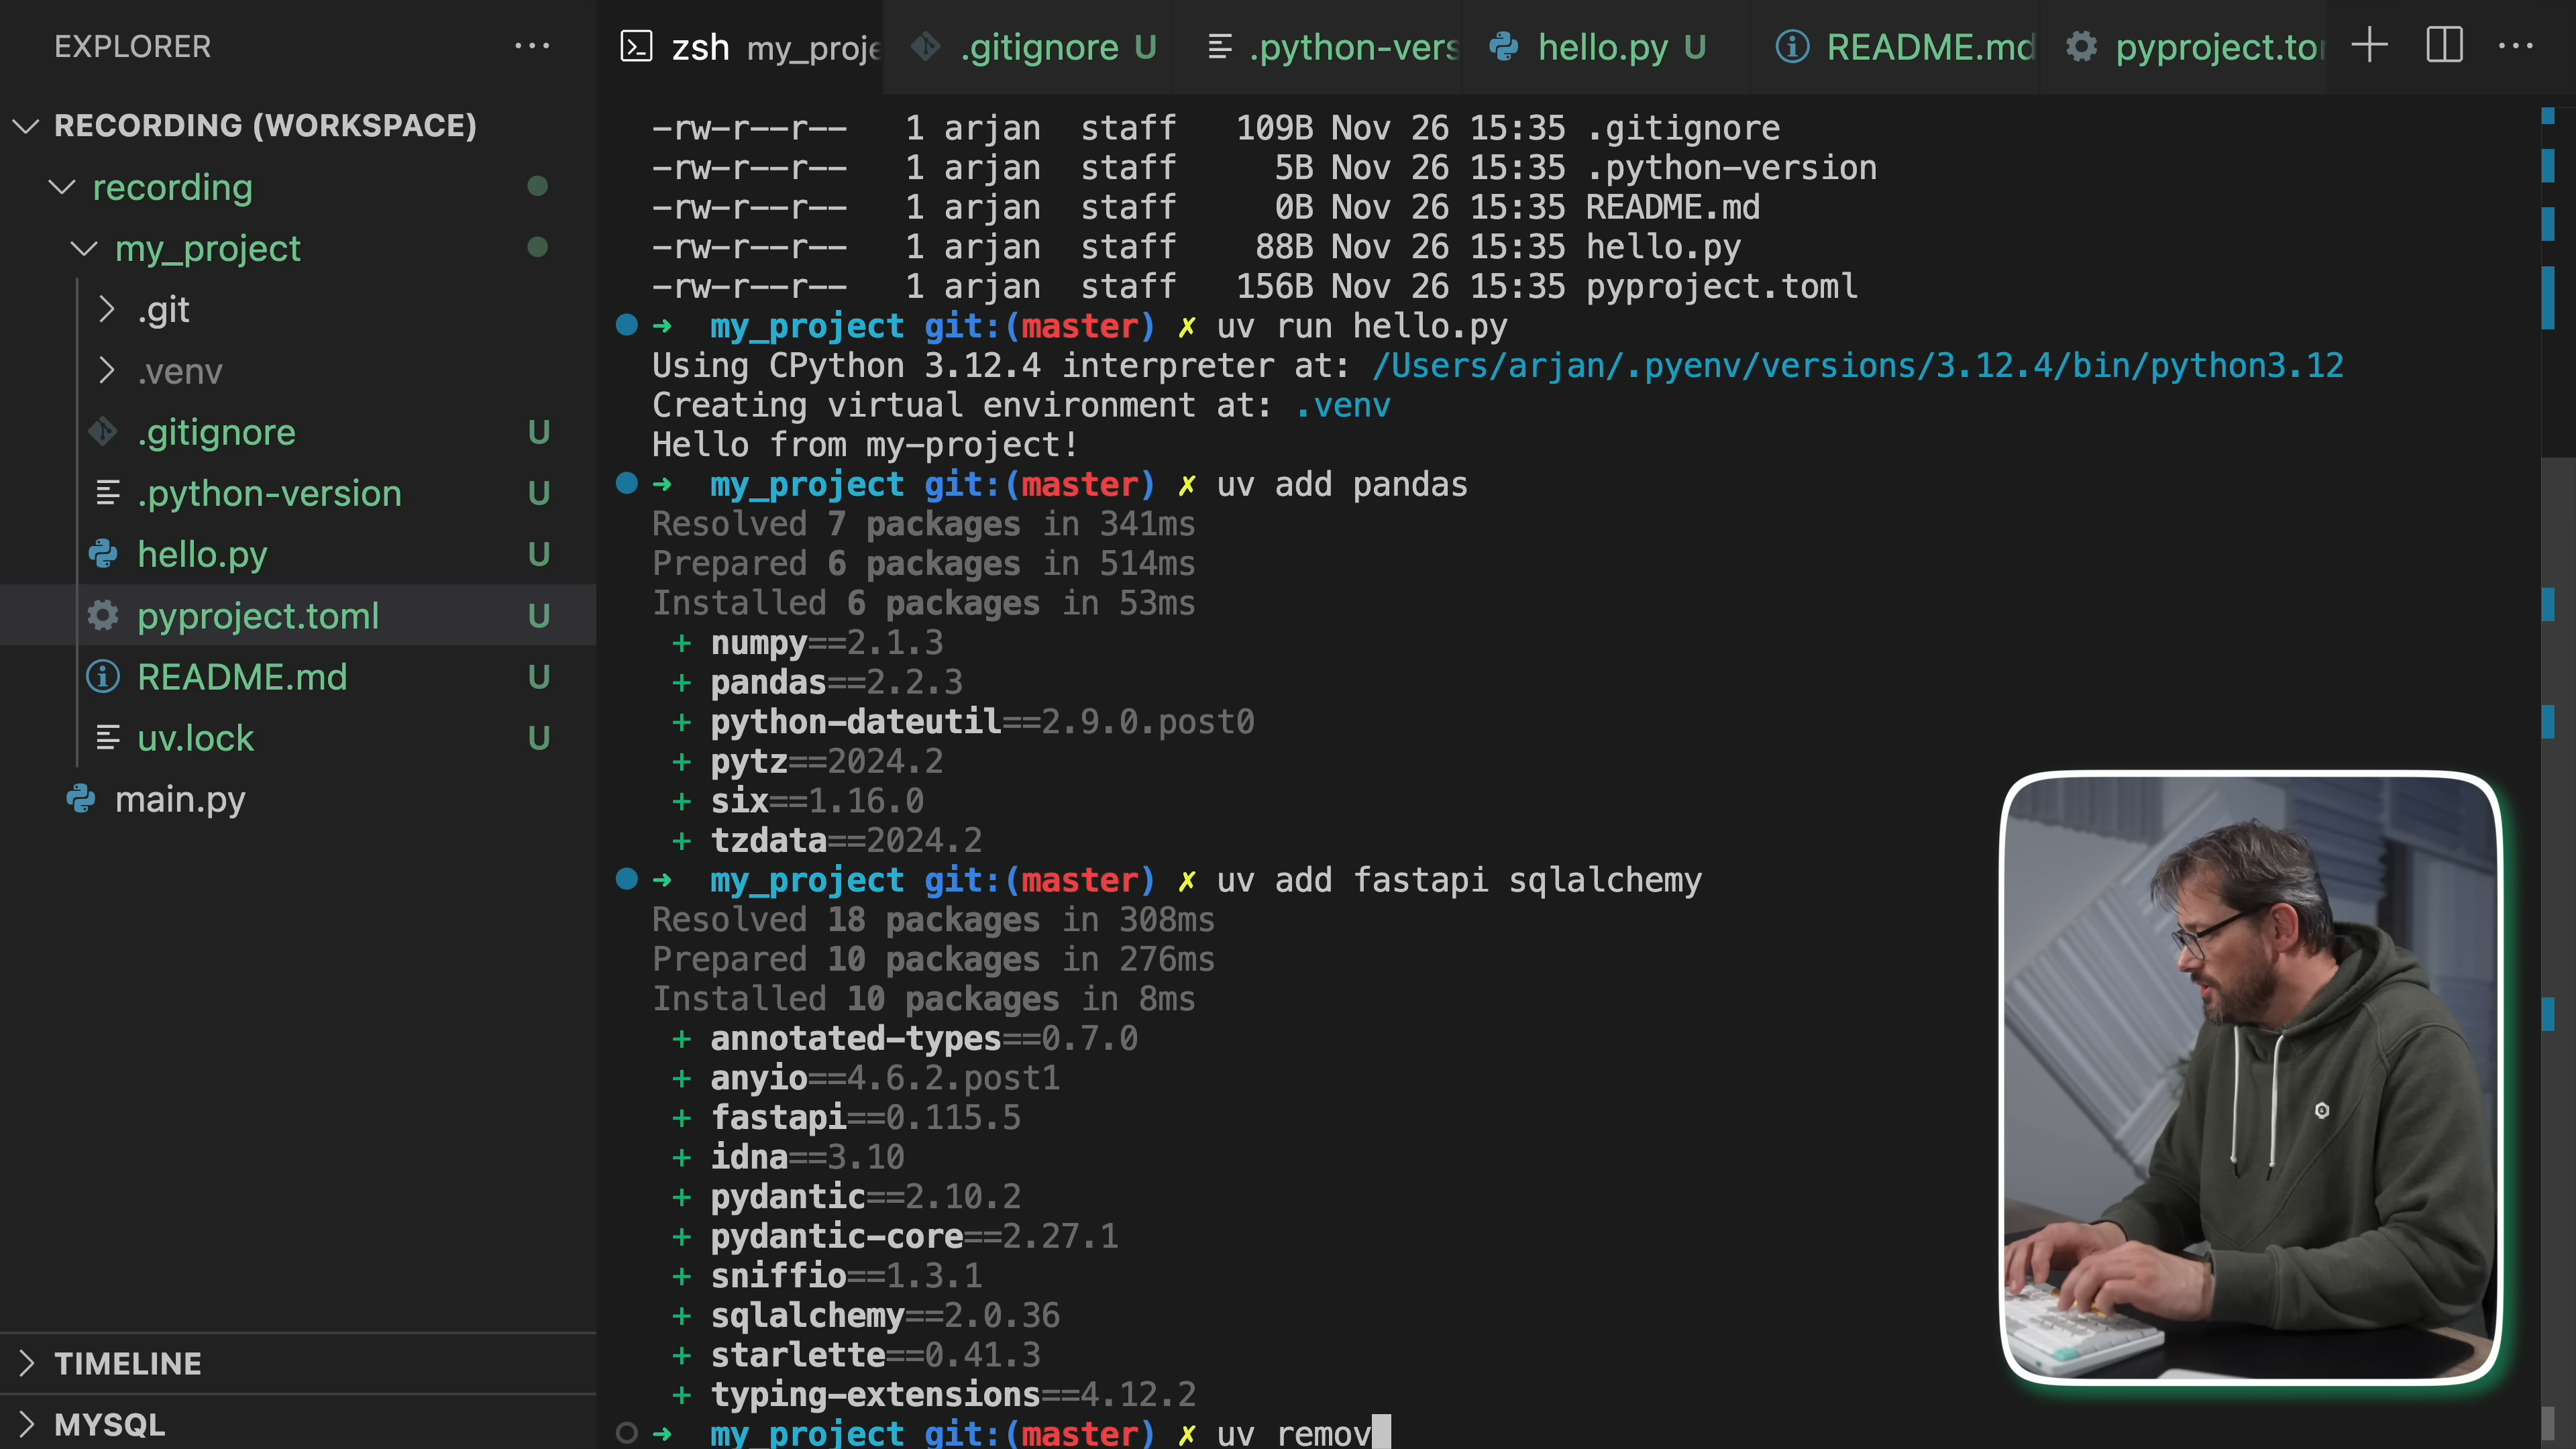 EXPLORER
RECORDING (WORKSPACE)
recording
my_project
.git
.venv
.gitignore U
.python-version U
hello.py U
pyproject.toml U
README.md U
uv.lock U
main.py
TIMELINE
MYSQL
zsh my_proje
.gitignore U
.python-vers
hello.py U
README.md
pyproject.to
-rw-r--r-- 1 arjan staff 109B Nov 26 15:35 .gitignore
-rw-r--r-- 1 arjan staff 5B Nov 26 15:35 .python-version
-rw-r--r-- 1 arjan staff 0B Nov 26 15:35 README.md
-rw-r--r-- 1 arjan staff 88B Nov 26 15:35 hello.py
-rw-r--r-- 1 arjan staff 156B Nov 26 15:35 pyproject.toml
➜ my_project git:(master) ✗ uv run hello.py
Using CPython 3.12.4 interpreter at: /Users/arjan/.pyenv/versions/3.12.4/bin/python3.12
Creating virtual environment at: .venv
Hello from my-project!
➜ my_project git:(master) ✗ uv add pandas
Resolved 7 packages in 341ms
Prepared 6 packages in 514ms
Installed 6 packages in 53ms
+ numpy==2.1.3
+ pandas==2.2.3
+ python-dateutil==2.9.0.post0
+ pytz==2024.2
+ six==1.16.0
+ tzdata==2024.2
➜ my_project git:(master) ✗ uv add fastapi sqlalchemy
Resolved 18 packages in 308ms
Prepared 10 packages in 276ms
Installed 10 packages in 8ms
+ annotated-types==0.7.0
+ anyio==4.6.2.post1
+ fastapi==0.115.5
+ idna==3.10
+ pydantic==2.10.2
+ pydantic-core==2.27.1
+ sniffio==1.3.1
+ sqlalchemy==2.0.36
+ starlette==0.41.3
+ typing-extensions==4.12.2
➜ my_project git:(master) ✗ uv remov